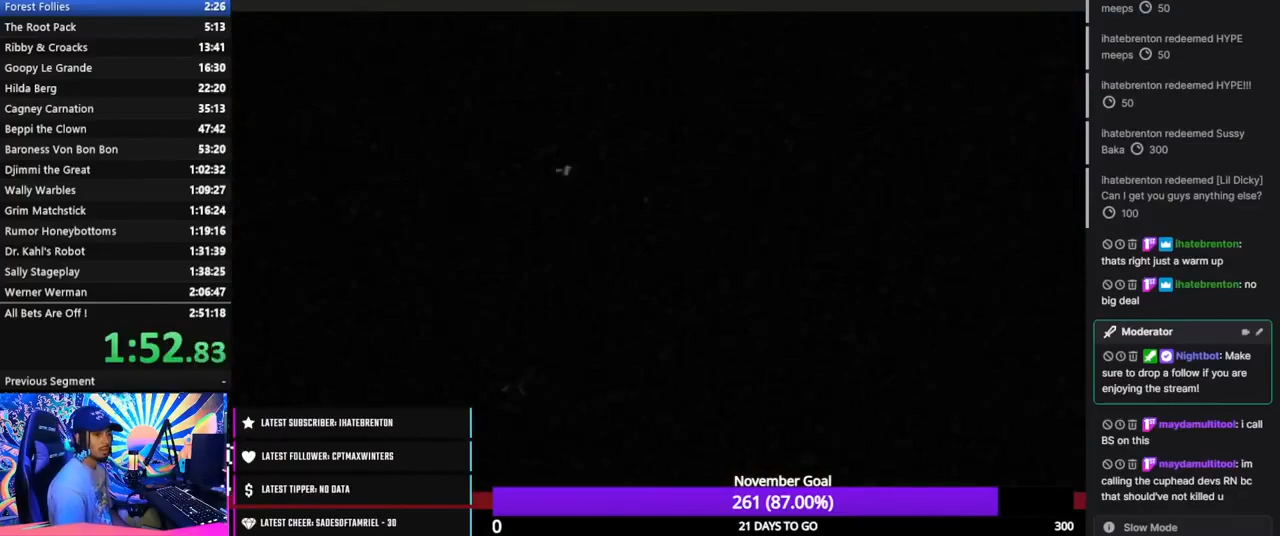 Forest Follies 2:26
The Root Pack 5:13
Ribby & Croacks 13:41
Goopy Le Grande 16:30
Hilda Berg 22:20
Cagney Carnation 35:13
Beppi the Clown 47:42
Baroness Von Bon Bon 53:20
Djimmi the Great 1:02:32
Wally Warbles 1:09:27
Grim Matchstick 1:16:24
Rumor Honeybottoms 1:19:16
Dr. Kahl's Robot 1:31:39
Sally Stageplay 1:38:25
Werner Werman 2:06:47
All Bets Are Off ! 2:51:18
1:52.83
Previous Segment -
LATEST SUBSCRIBER: IHATEBRENTON
LATEST FOLLOWER: CPTMAXWINTERS
LATEST TIPPER: NO DATA
LATEST CHEER: SADESOFTAMRIEL - 30
November Goal
261 (87.00%)
0 21 DAYS TO GO 300
meeps 50
ihatebrenton redeemed HYPE
meeps 50
ihatebrenton redeemed HYPE!!!
50
ihatebrenton redeemed Sussy
Baka 300
ihatebrenton redeemed [Lil Dicky]
Can I get you guys anything else?
100
ihatebrenton:
thats right just a warm up
ihatebrenton: no
big deal
Moderator
Nightbot: Make
sure to drop a follow if you are
enjoying the stream!
maydamultitool: i call
BS on this
maydamultitool: im
calling the cuphead devs RN bc
that should've not killed u
Slow Mode